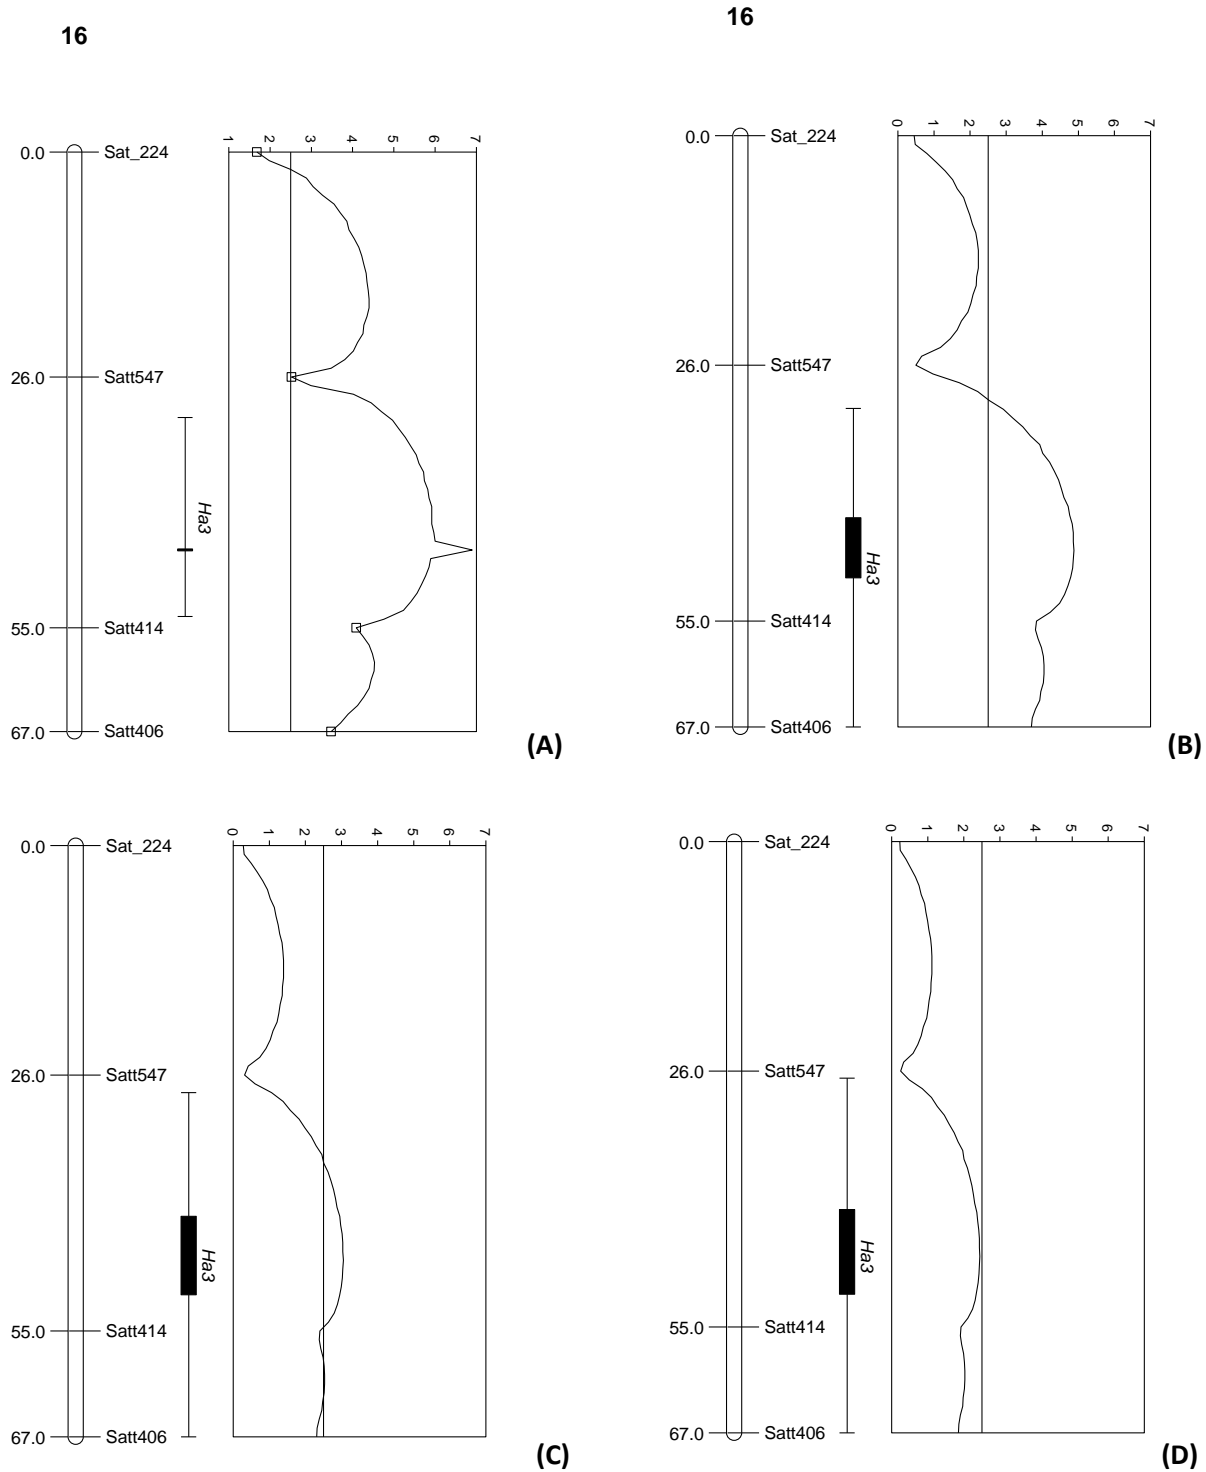 16
1 2 3 4 5 6 7
0.0 Sat_224
26.0 Satt547
Ha3
55.0 Satt414
67.0 Satt406
(A)
16
0 1 2 3 4 5 6 7
0.0 Sat_224
26.0 Satt547
Ha3
55.0 Satt414
67.0 Satt406
(B)
0 1 2 3 4 5 6 7
0.0 Sat_224
26.0 Satt547
Ha3
55.0 Satt414
67.0 Satt406
(C)
0 1 2 3 4 5 6 7
0.0 Sat_224
26.0 Satt547
Ha3
55.0 Satt414
67.0 Satt406
(D)